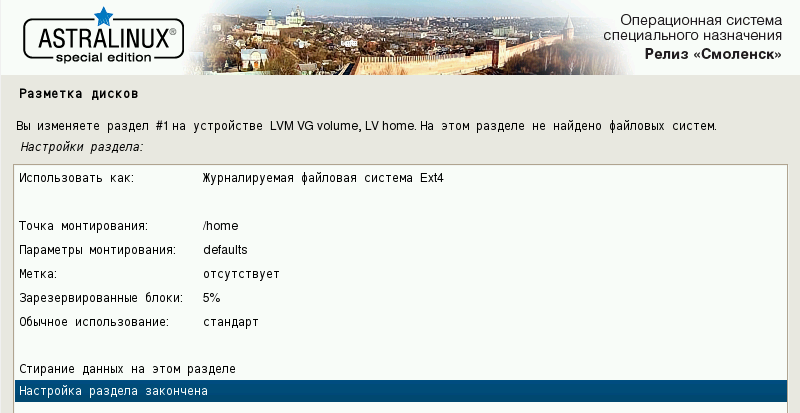 ASTRALINUX®
special edition
Операционная система
специального назначения
Релиз «Смоленск»
Разметка дисков
Вы изменяете раздел #1 на устройстве LVM VG volume, LV home. На этом разделе не найдено файловых систем.
Настройки раздела:
Использовать как: Журналируемая файловая система Ext4
Точка монтирования: /home
Параметры монтирования: defaults
Метка: отсутствует
Зарезервированные блоки: 5%
Обычное использование: стандарт
Стирание данных на этом разделе
Настройка раздела закончена